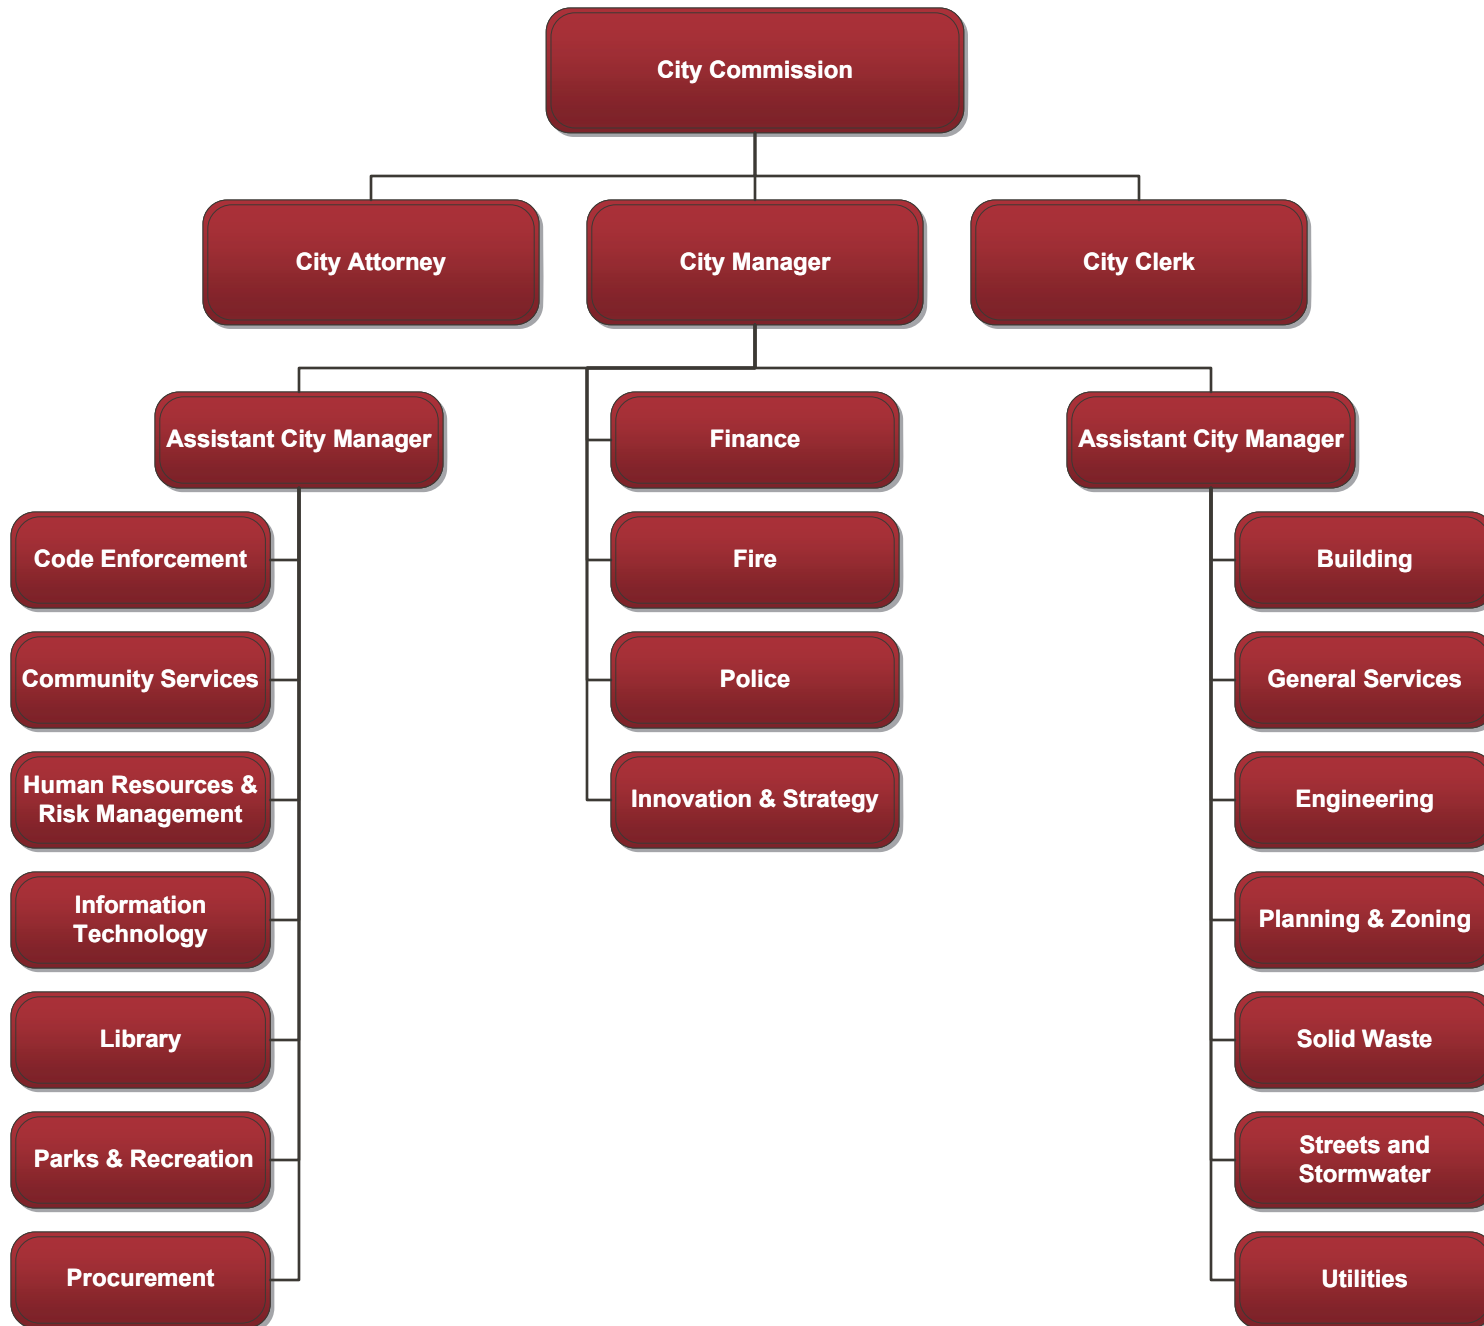 City Commission
City Attorney
City Manager
City Clerk
Assistant City Manager
Finance
Assistant City Manager
Code Enforcement
Fire
Building
Community Services
Police
General Services
Human Resources &
Risk Management
Innovation & Strategy
Engineering
Information
Technology
Planning & Zoning
Library
Solid Waste
Parks & Recreation
Streets and
Stormwater
Procurement
Utilities